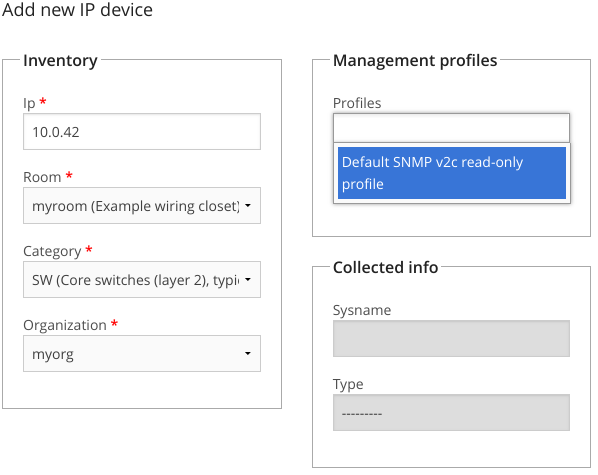 Add new IP device
Inventory
Ip *
10.0.42
Room *
myroom (Example wiring closet)
Category *
SW (Core switches (layer 2), typi
Organization *
myorg
Management profiles
Profiles
Default SNMP v2c read-only
profile
Collected info
Sysname
Type
---------